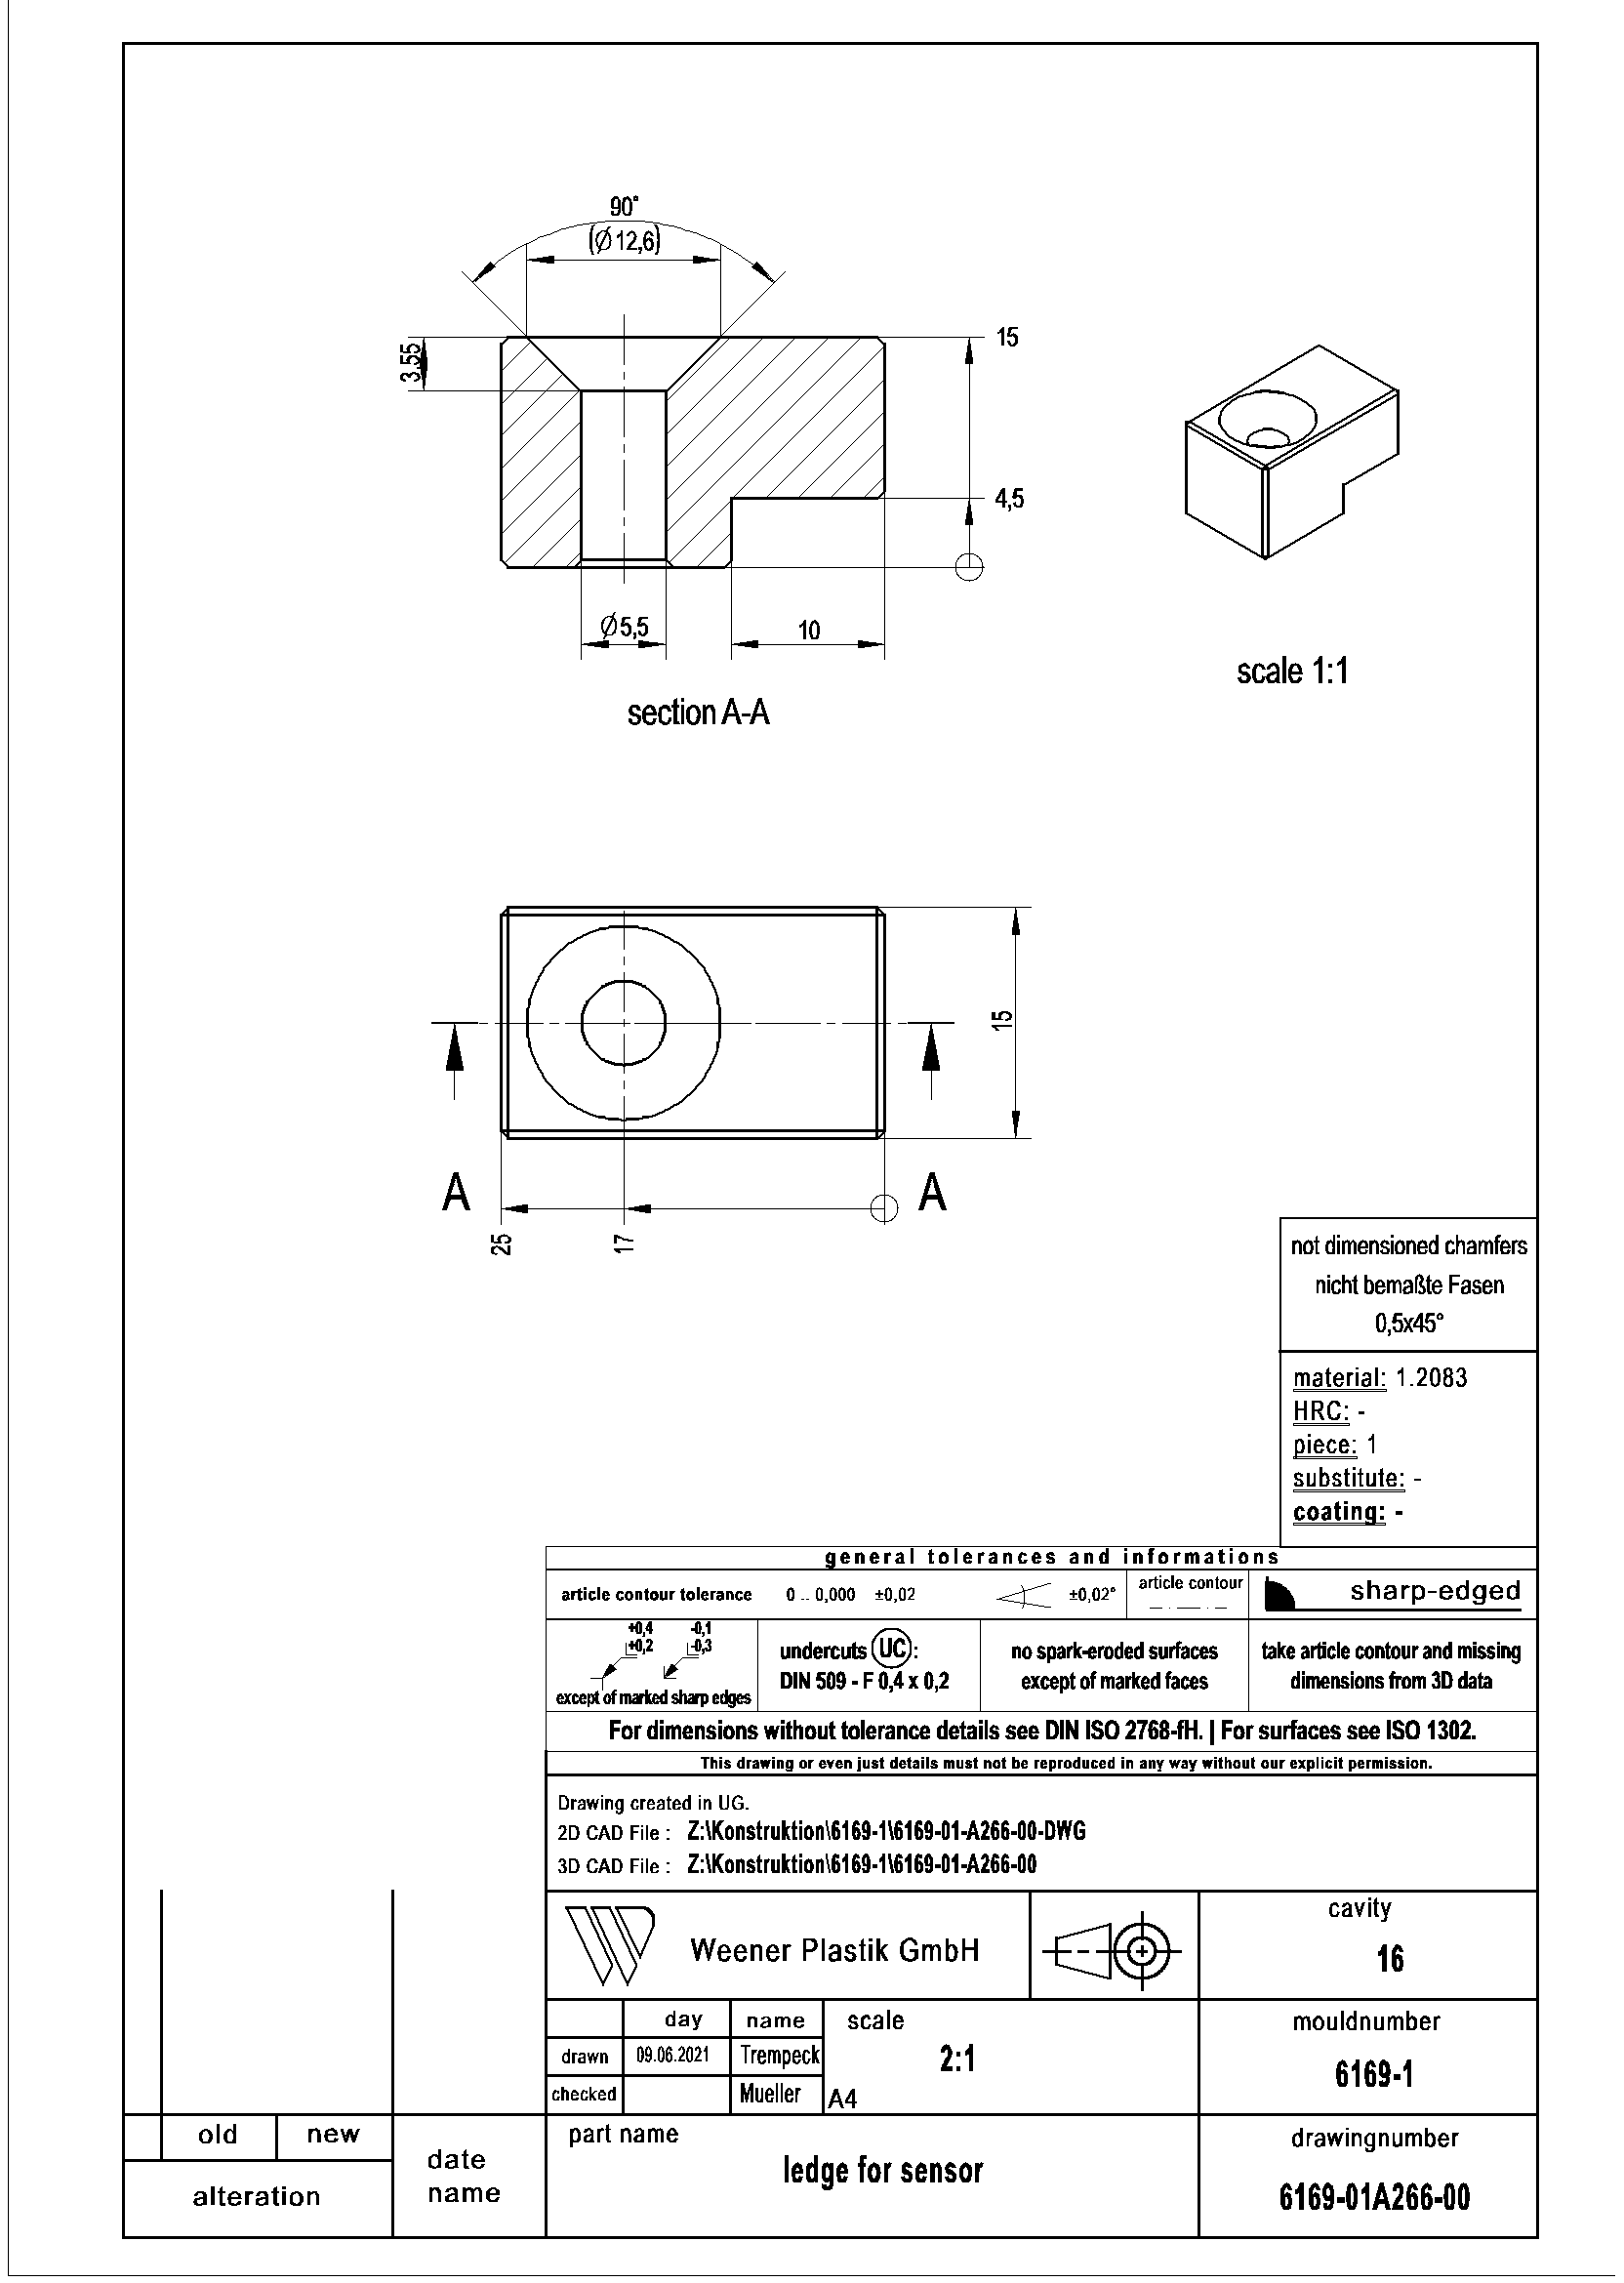 90°
(Ø12,6)
3,55
15
4,5
Ø5,5
10
section A-A
scale 1:1
15
A
A
25
17
not dimensioned chamfers
nicht bemaßte Fasen
0,5x45°
material: 1.2083
HRC: -
piece: 1
substitute: -
coating: -
general tolerances and informations
article contour tolerance 0 .. 0,000 ±0,02 ±0,02° article contour sharp-edged
+0,4 -0,1
+0,2 -0,3
except of marked sharp edges
undercuts UC:
DIN 509 - F 0,4 x 0,2
no spark-eroded surfaces
except of marked faces
take article contour and missing
dimensions from 3D data
For dimensions without tolerance details see DIN ISO 2768-fH. | For surfaces see ISO 1302.
This drawing or even just details must not be reproduced in any way without our explicit permission.
Drawing created in UG.
2D CAD File : Z:\Konstruktion\6169-1\6169-01-A266-00-DWG
3D CAD File : Z:\Konstruktion\6169-1\6169-01-A266-00
Weener Plastik GmbH
cavity
16
day name scale
drawn 09.06.2021 Trempeck 2:1
checked Mueller A4
mouldnumber
6169-1
old new
alteration
date
name
part name
ledge for sensor
drawingnumber
6169-01A266-00